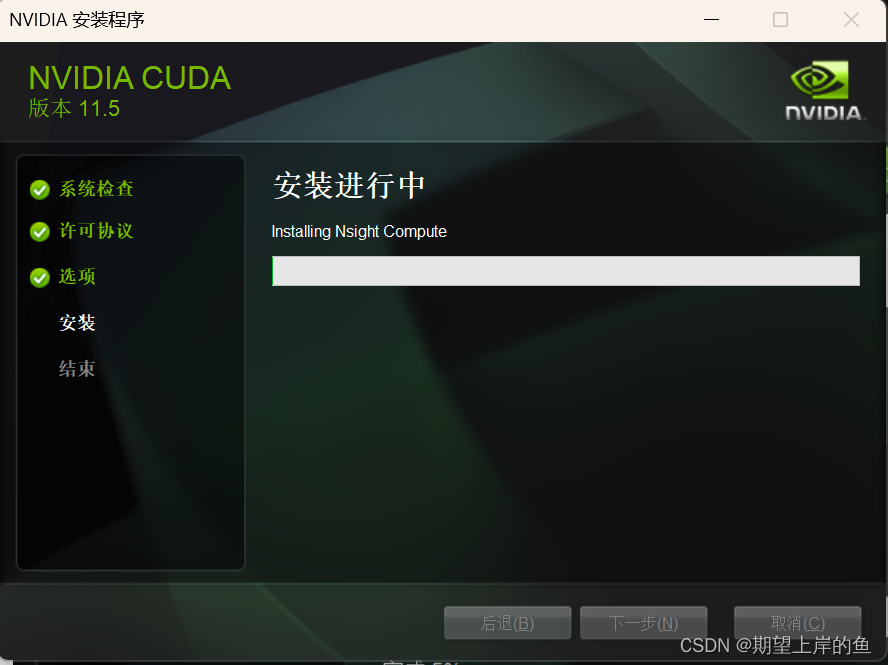 NVIDIA 安装程序
NVIDIA CUDA
版本 11.5
NVIDIA.
系统检查
许可协议
选项
安装
结束
安装进行中
Installing Nsight Compute
后退(B)
下一步(N)
取消(C)
CSDN @期望上岸的鱼